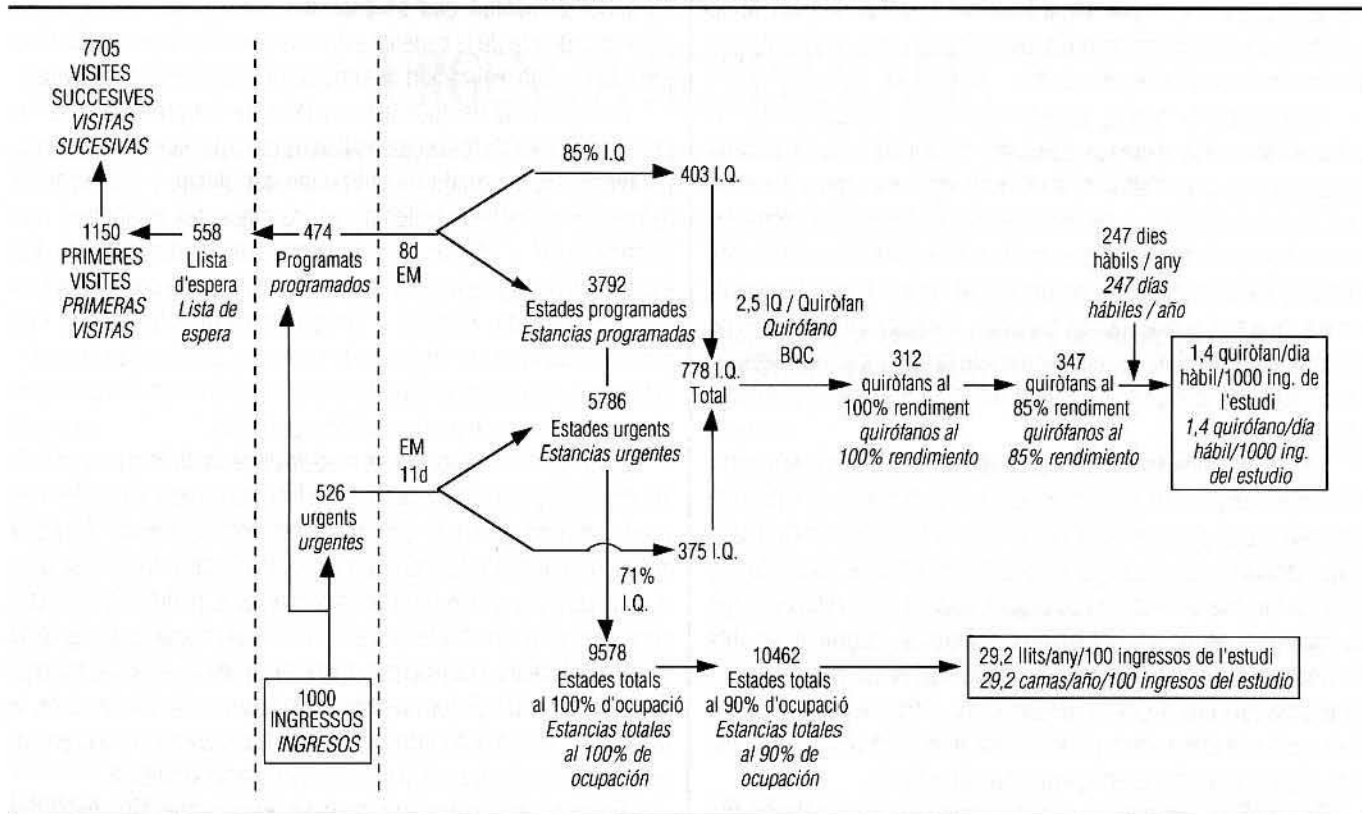 7705
VISITES
SUCCESIVES
VISITAS
SUCESIVAS
1150
PRIMERES
VISITES
PRIMERAS
VISITAS
558
Llista
d'espera
Lista de
espera
474
Programats
programados
8d
EM
85% I.Q
403 I.Q.
3792
Estades programades
Estancias programadas
5786
Estades urgents
Estancias urgentes
EM
11d
526
urgents
urgentes
1000
INGRESSOS
INGRESOS
375 I.Q.
71%
I.Q.
778 I.Q.
Total
2,5 IQ / Quiròfan
Quirófano
BQC
312
quiròfans al
100% rendiment
quirófanos al
100% rendimiento
347
quiròfans al
85% rendiment
quirófanos al
85% rendimiento
247 dies
hàbils / any
247 días
hábiles / año
1,4 quiròfan/dia
hàbil/1000 ing. de
l'estudi
1,4 quirófano/día
hábil/1000 ing.
del estudio
9578
Estades totals
al 100% d'ocupació
Estancias totales
al 100% de
ocupación
10462
Estades totals
al 90% d'ocupació
Estancias totales
al 90% de
ocupación
29,2 llits/any/100 ingressos de l'estudi
29,2 camas/año/100 ingresos del estudio